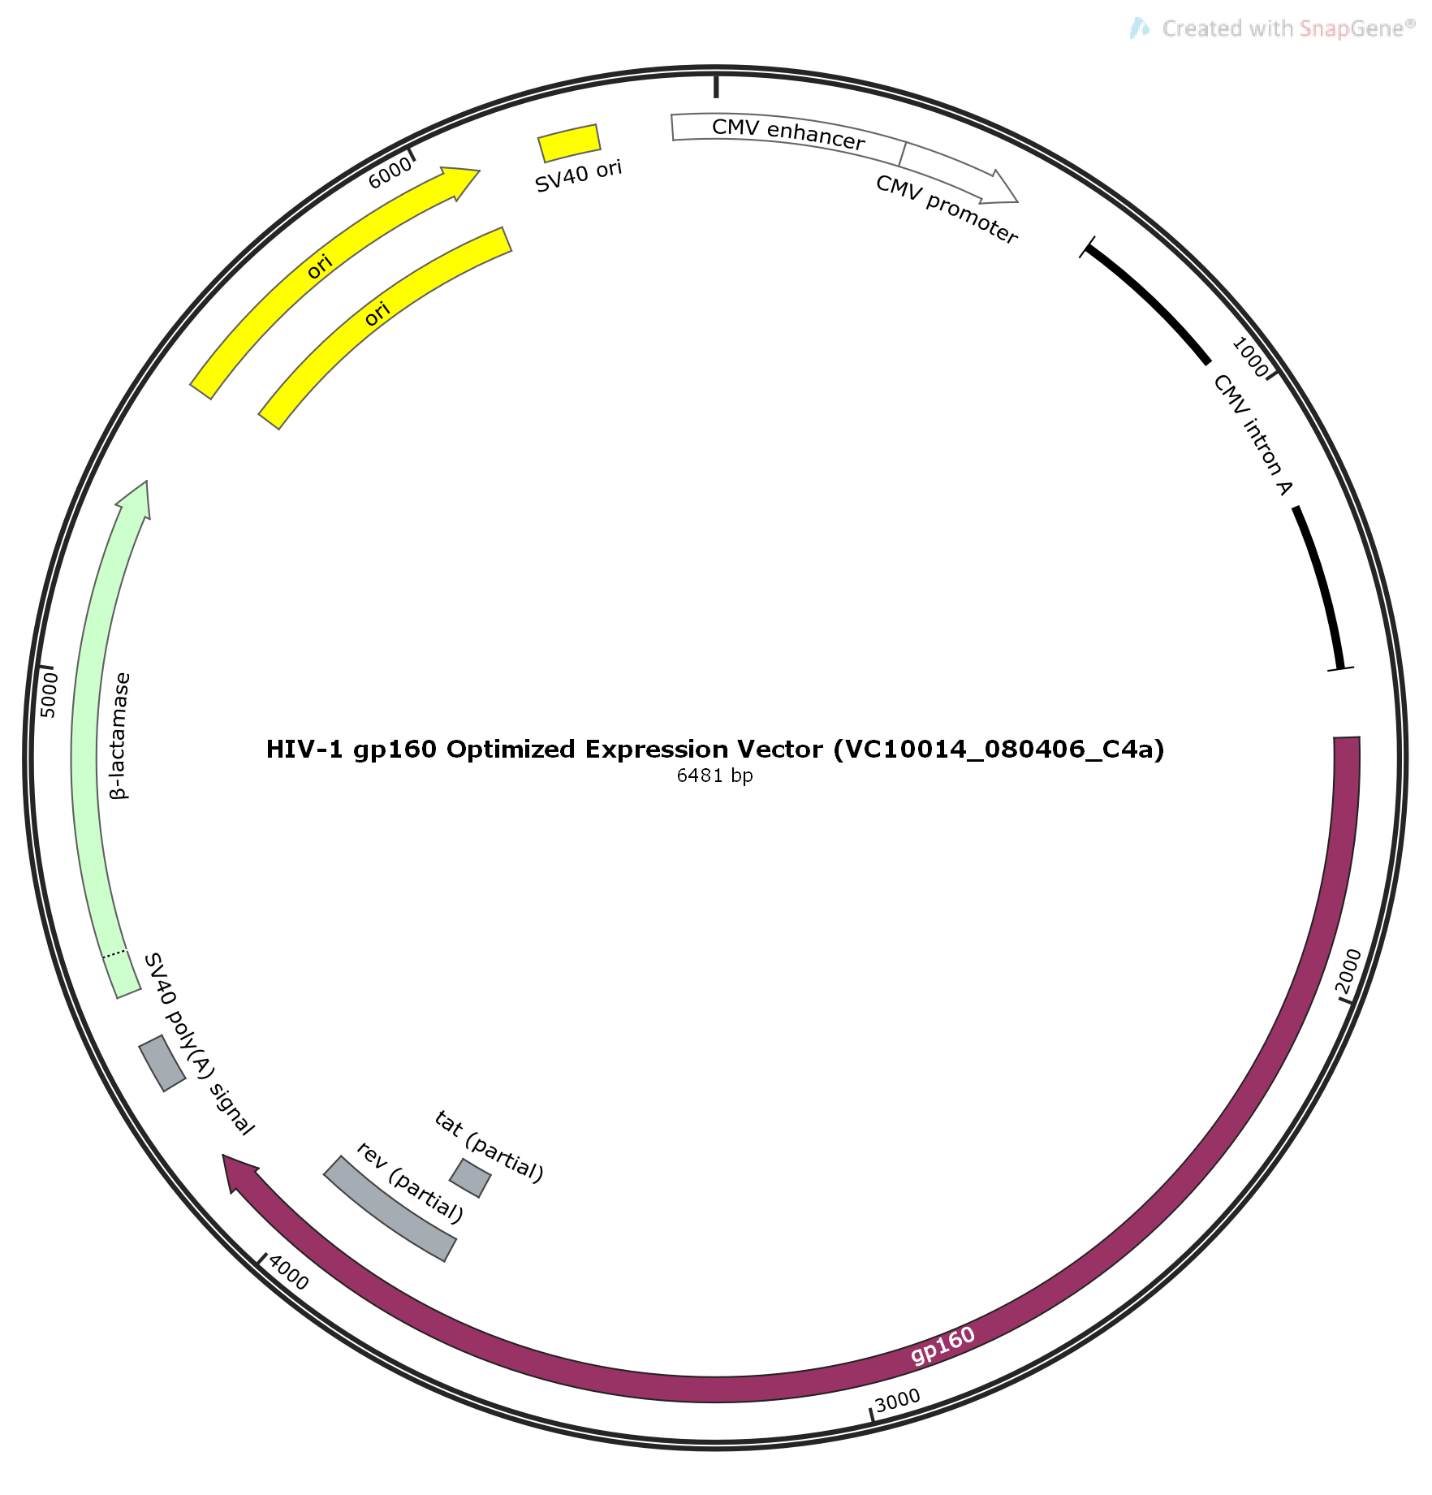 Created with SnapGene®
CMV enhancer
CMV promoter
1000
CMV intron A
2000
gp160
3000
4000
tat (partial)
rev (partial)
SV40 poly(A) signal
β-lactamase
5000
ori
ori
6000
SV40 ori
HIV-1 gp160 Optimized Expression Vector (VC10014_080406_C4a)
6481 bp